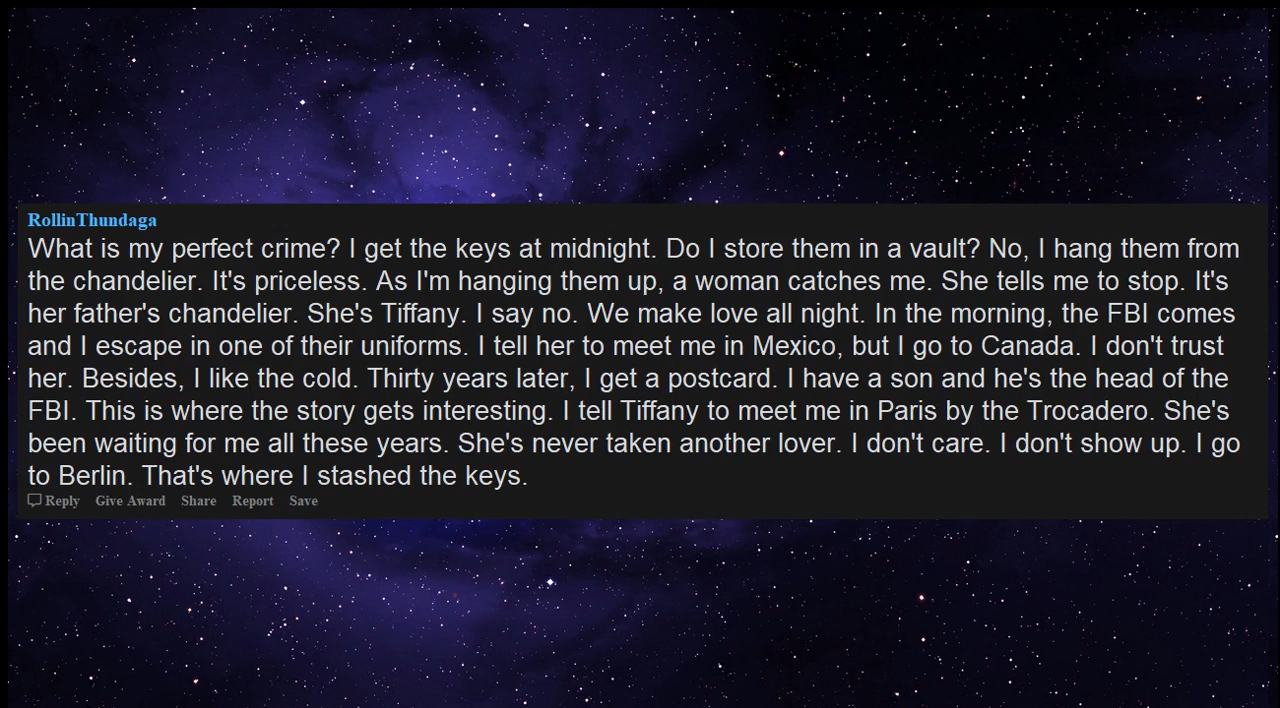 RollinThundaga
What is my perfect crime? I get the keys at midnight. Do I store them in a vault? No, I hang them from
the chandelier. It's priceless. As I'm hanging them up, a woman catches me. She tells me to stop. It's
her father's chandelier. She's Tiffany. I say no. We make love all night. In the morning, the FBI comes
and I escape in one of their uniforms. I tell her to meet me in Mexico, but I go to Canada. I don't trust
her. Besides, I like the cold. Thirty years later, I get a postcard. I have a son and he's the head of the
FBI. This is where the story gets interesting. I tell Tiffany to meet me in Paris by the Trocadero. She's
been waiting for me all these years. She's never taken another lover. I don't care. I don't show up. I go
to Berlin. That's where I stashed the keys.
Reply Give Award Share Report Save